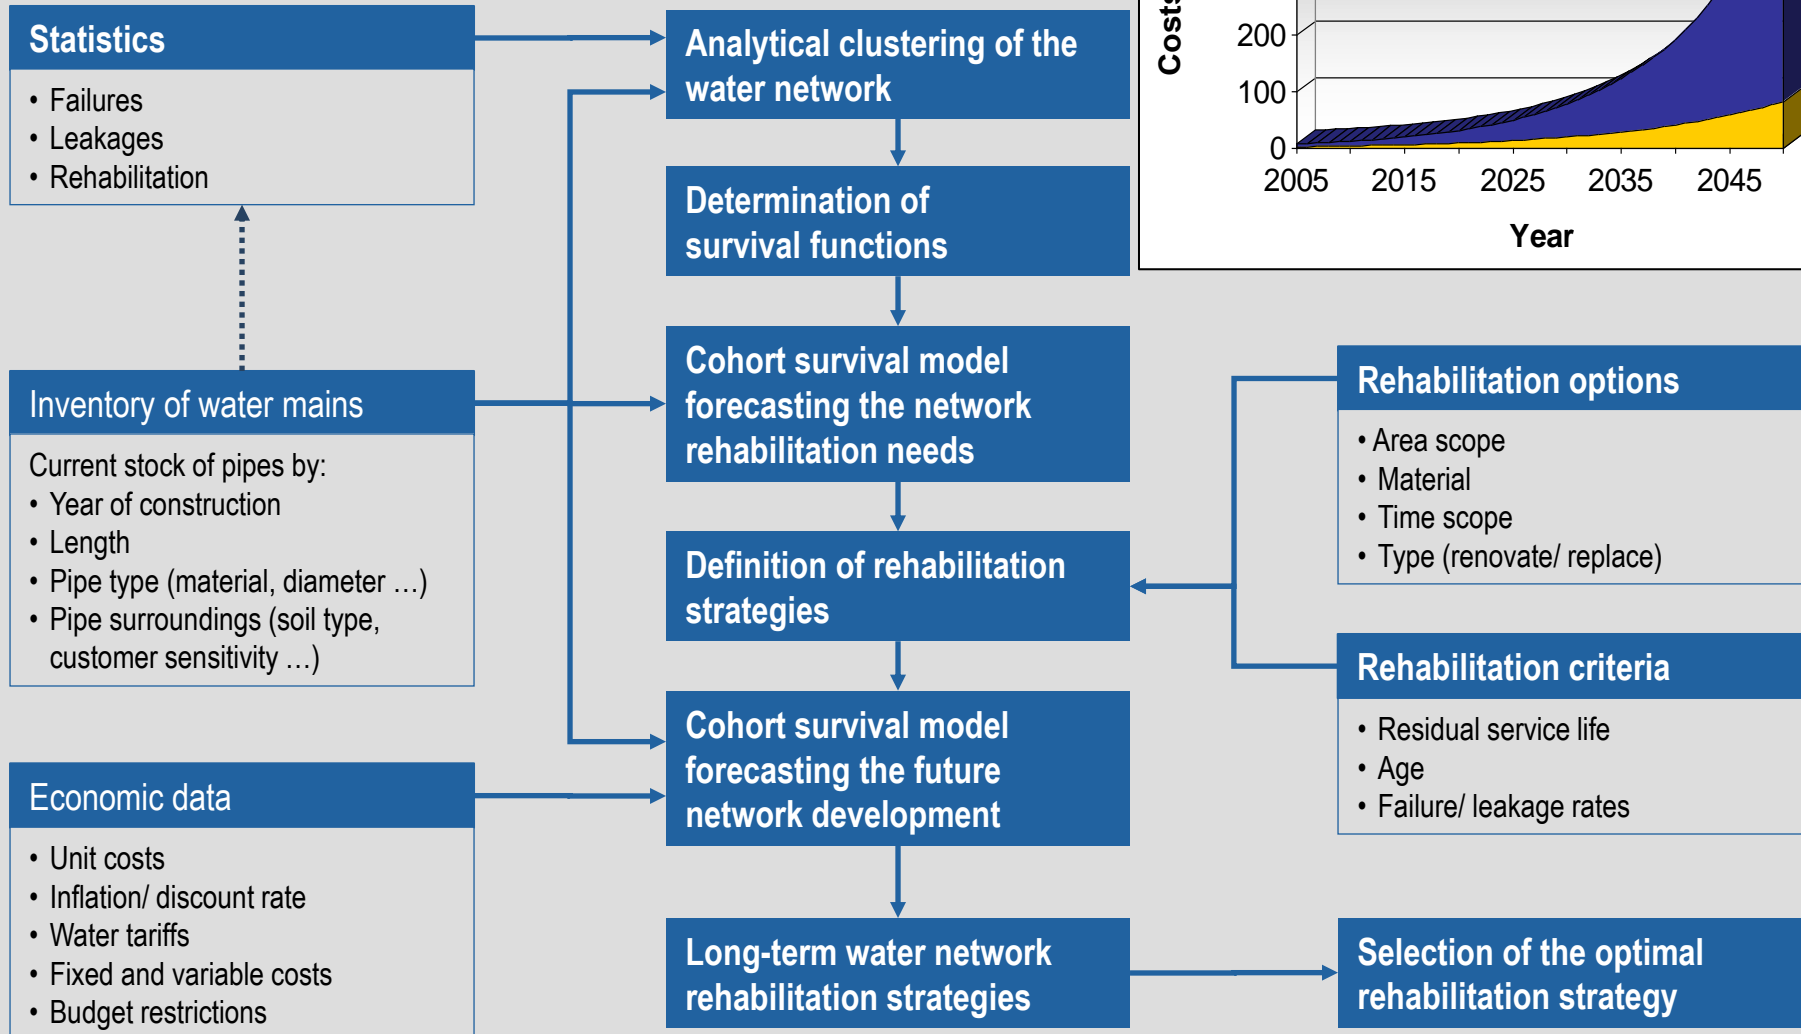 Statistics
• Failures
• Leakages
• Rehabilitation
Inventory of water mains
Current stock of pipes by:
• Year of construction
• Length
• Pipe type (material, diameter …)
• Pipe surroundings (soil type,
customer sensitivity …)
Economic data
• Unit costs
• Inflation/ discount rate
• Water tariffs
• Fixed and variable costs
• Budget restrictions
Analytical clustering of the
water network
Determination of
survival functions
Cohort survival model
forecasting the network
rehabilitation needs
Definition of rehabilitation
strategies
Cohort survival model
forecasting the future
network development
Long-term water network
rehabilitation strategies
Costs
200
100
0
2005 2015 2025 2035 2045
Year
Rehabilitation options
• Area scope
• Material
• Time scope
• Type (renovate/ replace)
Rehabilitation criteria
• Residual service life
• Age
• Failure/ leakage rates
Selection of the optimal
rehabilitation strategy